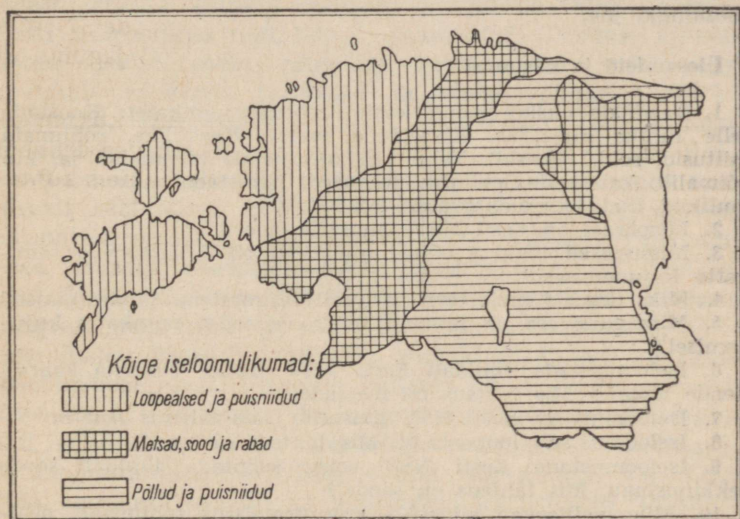 Kõige iseloomulikumad:
Loopealsed ja puisniidud
Metsad, sood ja rabad
Põllud ja puisniidud